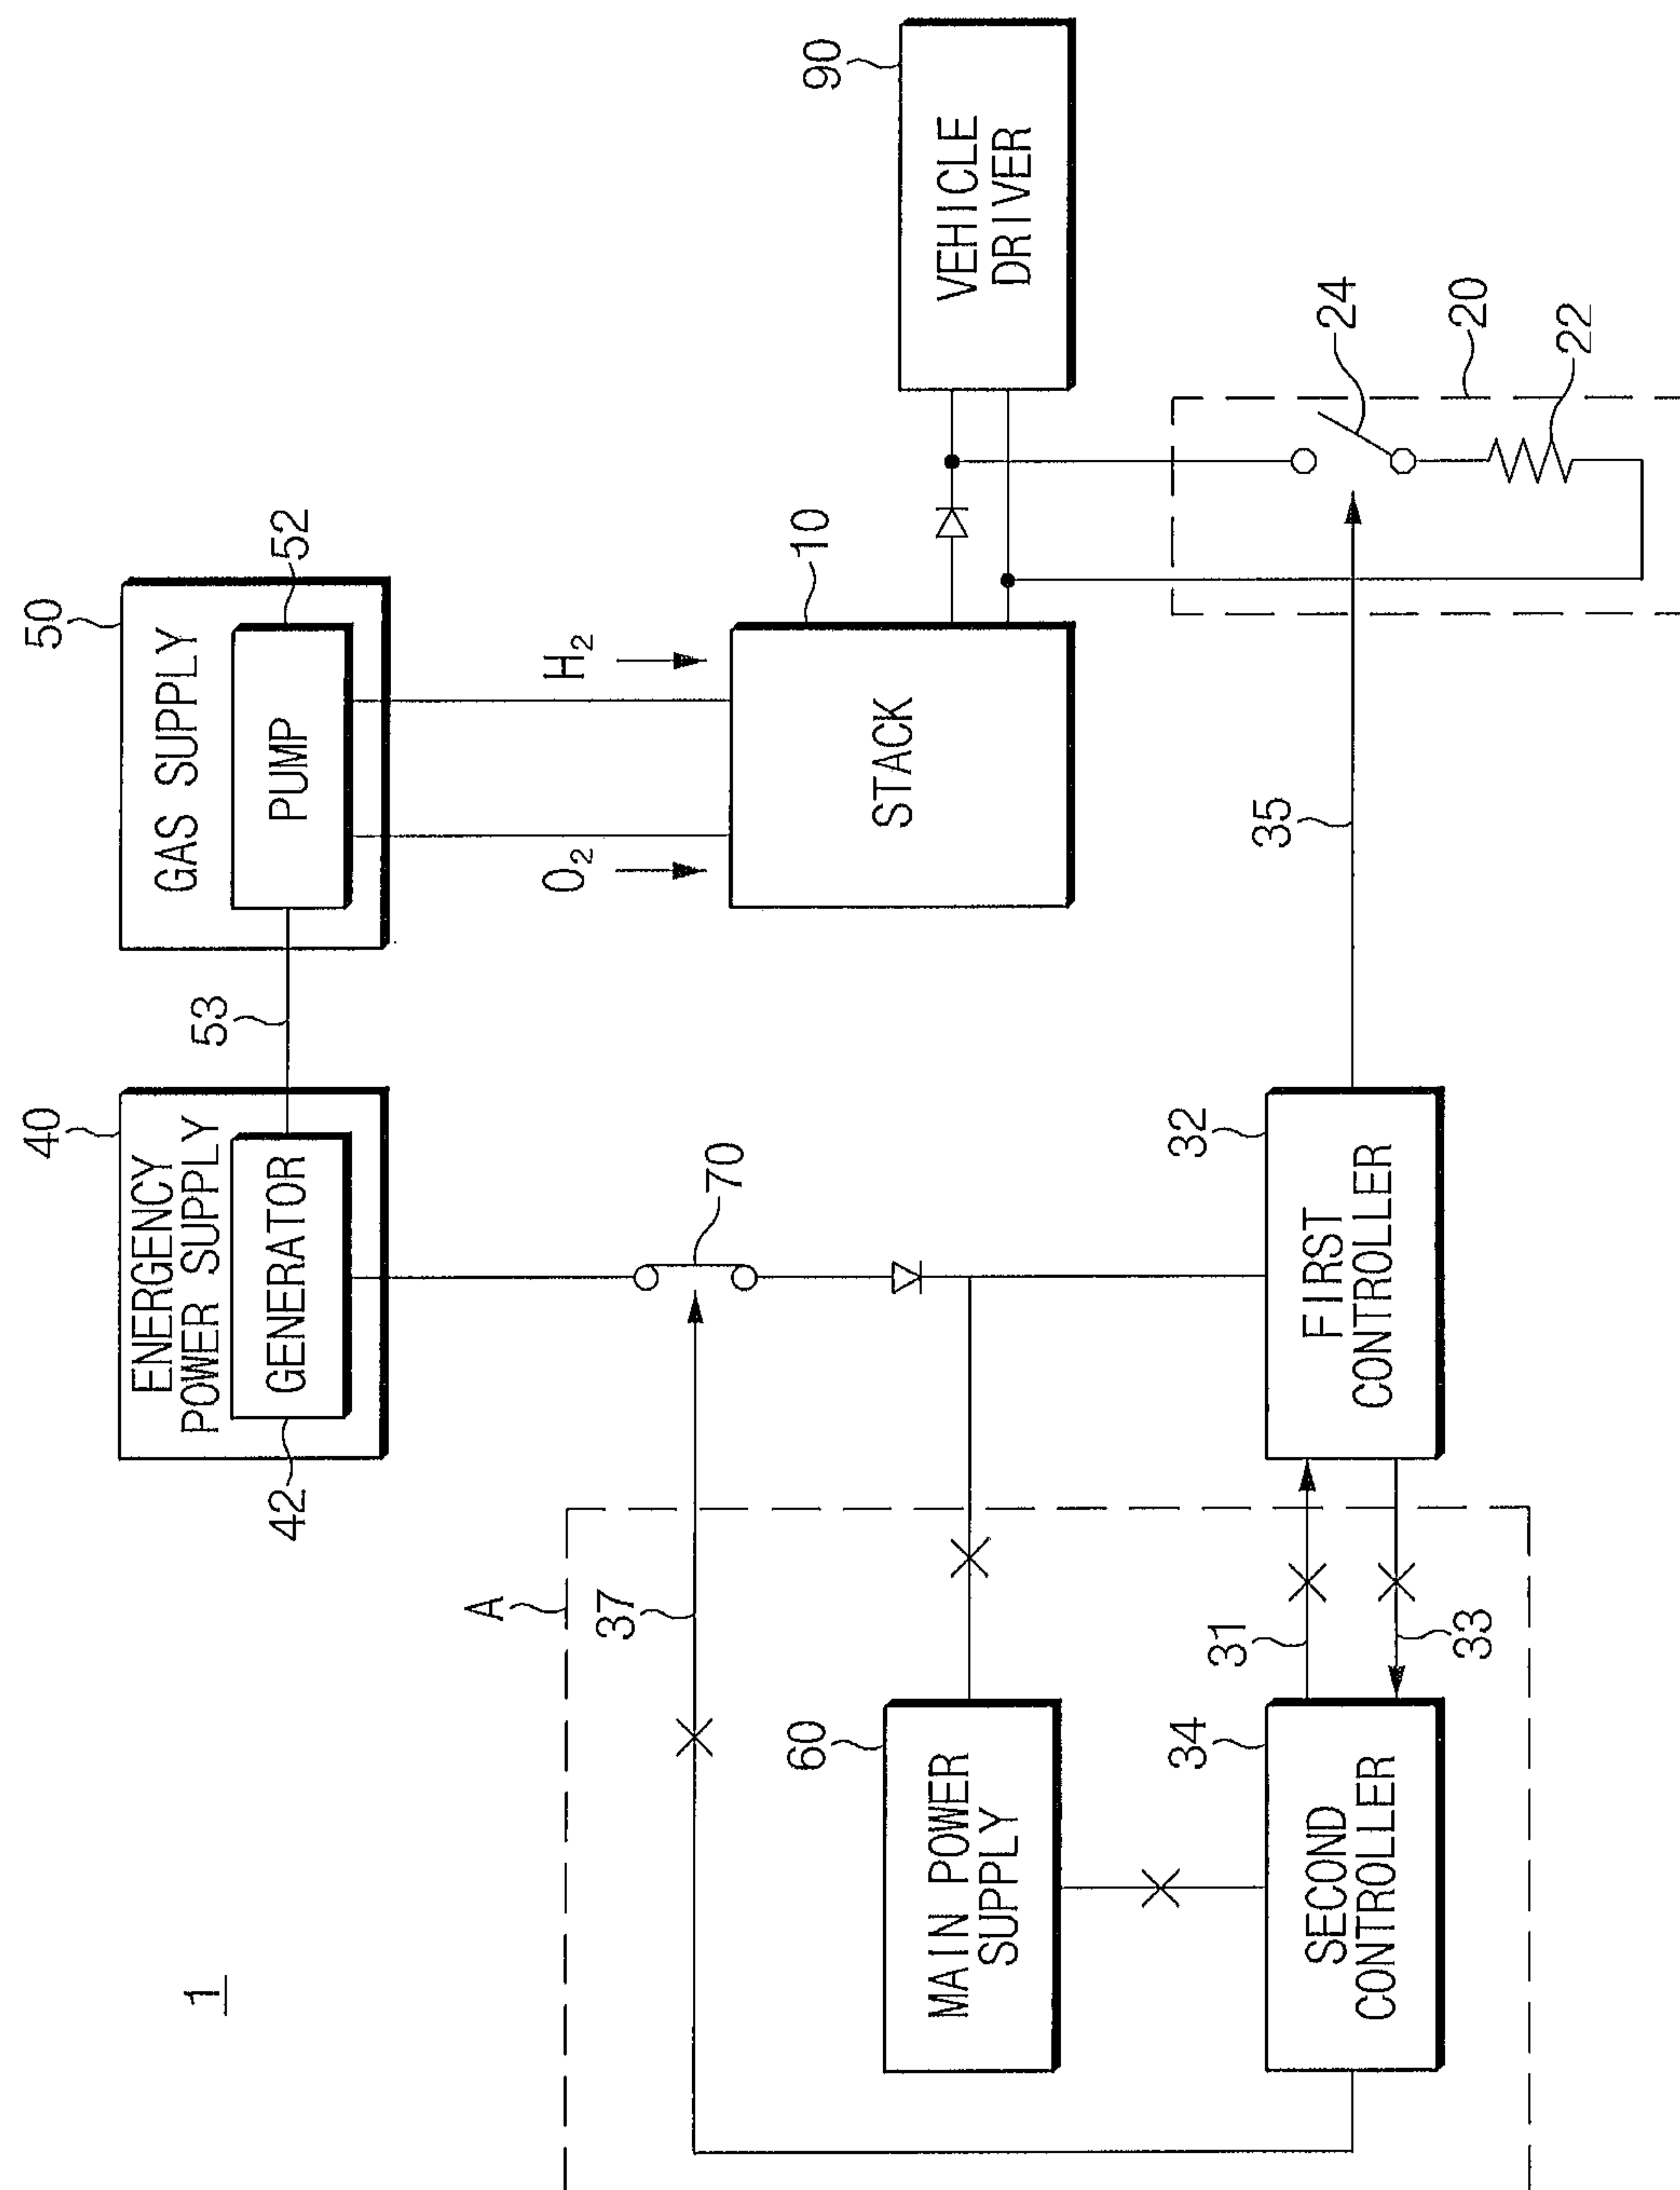 1
40
ENERGENCY
POWER SUPPLY
GENERATOR
42
53
50
GAS SUPPLY
PUMP
52
O2
H2
10
STACK
90
VEHICLE
DRIVER
A
37
70
60
MAIN POWER
SUPPLY
31
33
34
SECOND
CONTROLLER
32
FIRST
CONTROLLER
35
24
20
22